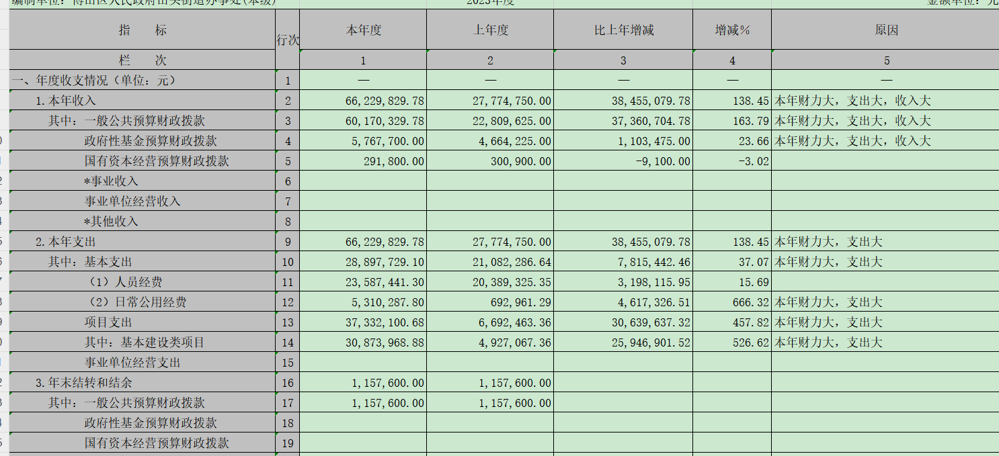 编制单位：博山区人民政府山头街道办事处(本级) 2023年度 金额单位：元
指 标 行次 本年度 上年度 比上年增减 增减% 原因
栏 次 1 2 3 4 5
一、年度收支情况（单位：元） 1 — — — — —
1.本年收入 2 66,229,829.78 27,774,750.00 38,455,079.78 138.45 本年财力大，支出大，收入大
其中：一般公共预算财政拨款 3 60,170,329.78 22,809,625.00 37,360,704.78 163.79 本年财力大，支出大，收入大
政府性基金预算财政拨款 4 5,767,700.00 4,664,225.00 1,103,475.00 23.66 本年财力大，支出大，收入大
国有资本经营预算财政拨款 5 291,800.00 300,900.00 -9,100.00 -3.02
*事业收入 6
事业单位经营收入 7
*其他收入 8
2.本年支出 9 66,229,829.78 27,774,750.00 38,455,079.78 138.45 本年财力大，支出大
其中：基本支出 10 28,897,729.10 21,082,286.64 7,815,442.46 37.07 本年财力大，支出大
（1）人员经费 11 23,587,441.30 20,389,325.35 3,198,115.95 15.69
（2）日常公用经费 12 5,310,287.80 692,961.29 4,617,326.51 666.32 本年财力大，支出大
项目支出 13 37,332,100.68 6,692,463.36 30,639,637.32 457.82 本年财力大，支出大
其中：基本建设类项目 14 30,873,968.88 4,927,067.36 25,946,901.52 526.62 本年财力大，支出大
事业单位经营支出 15
3.年末结转和结余 16 1,157,600.00 1,157,600.00
其中：一般公共预算财政拨款 17 1,157,600.00 1,157,600.00
政府性基金预算财政拨款 18
国有资本经营预算财政拨款 19